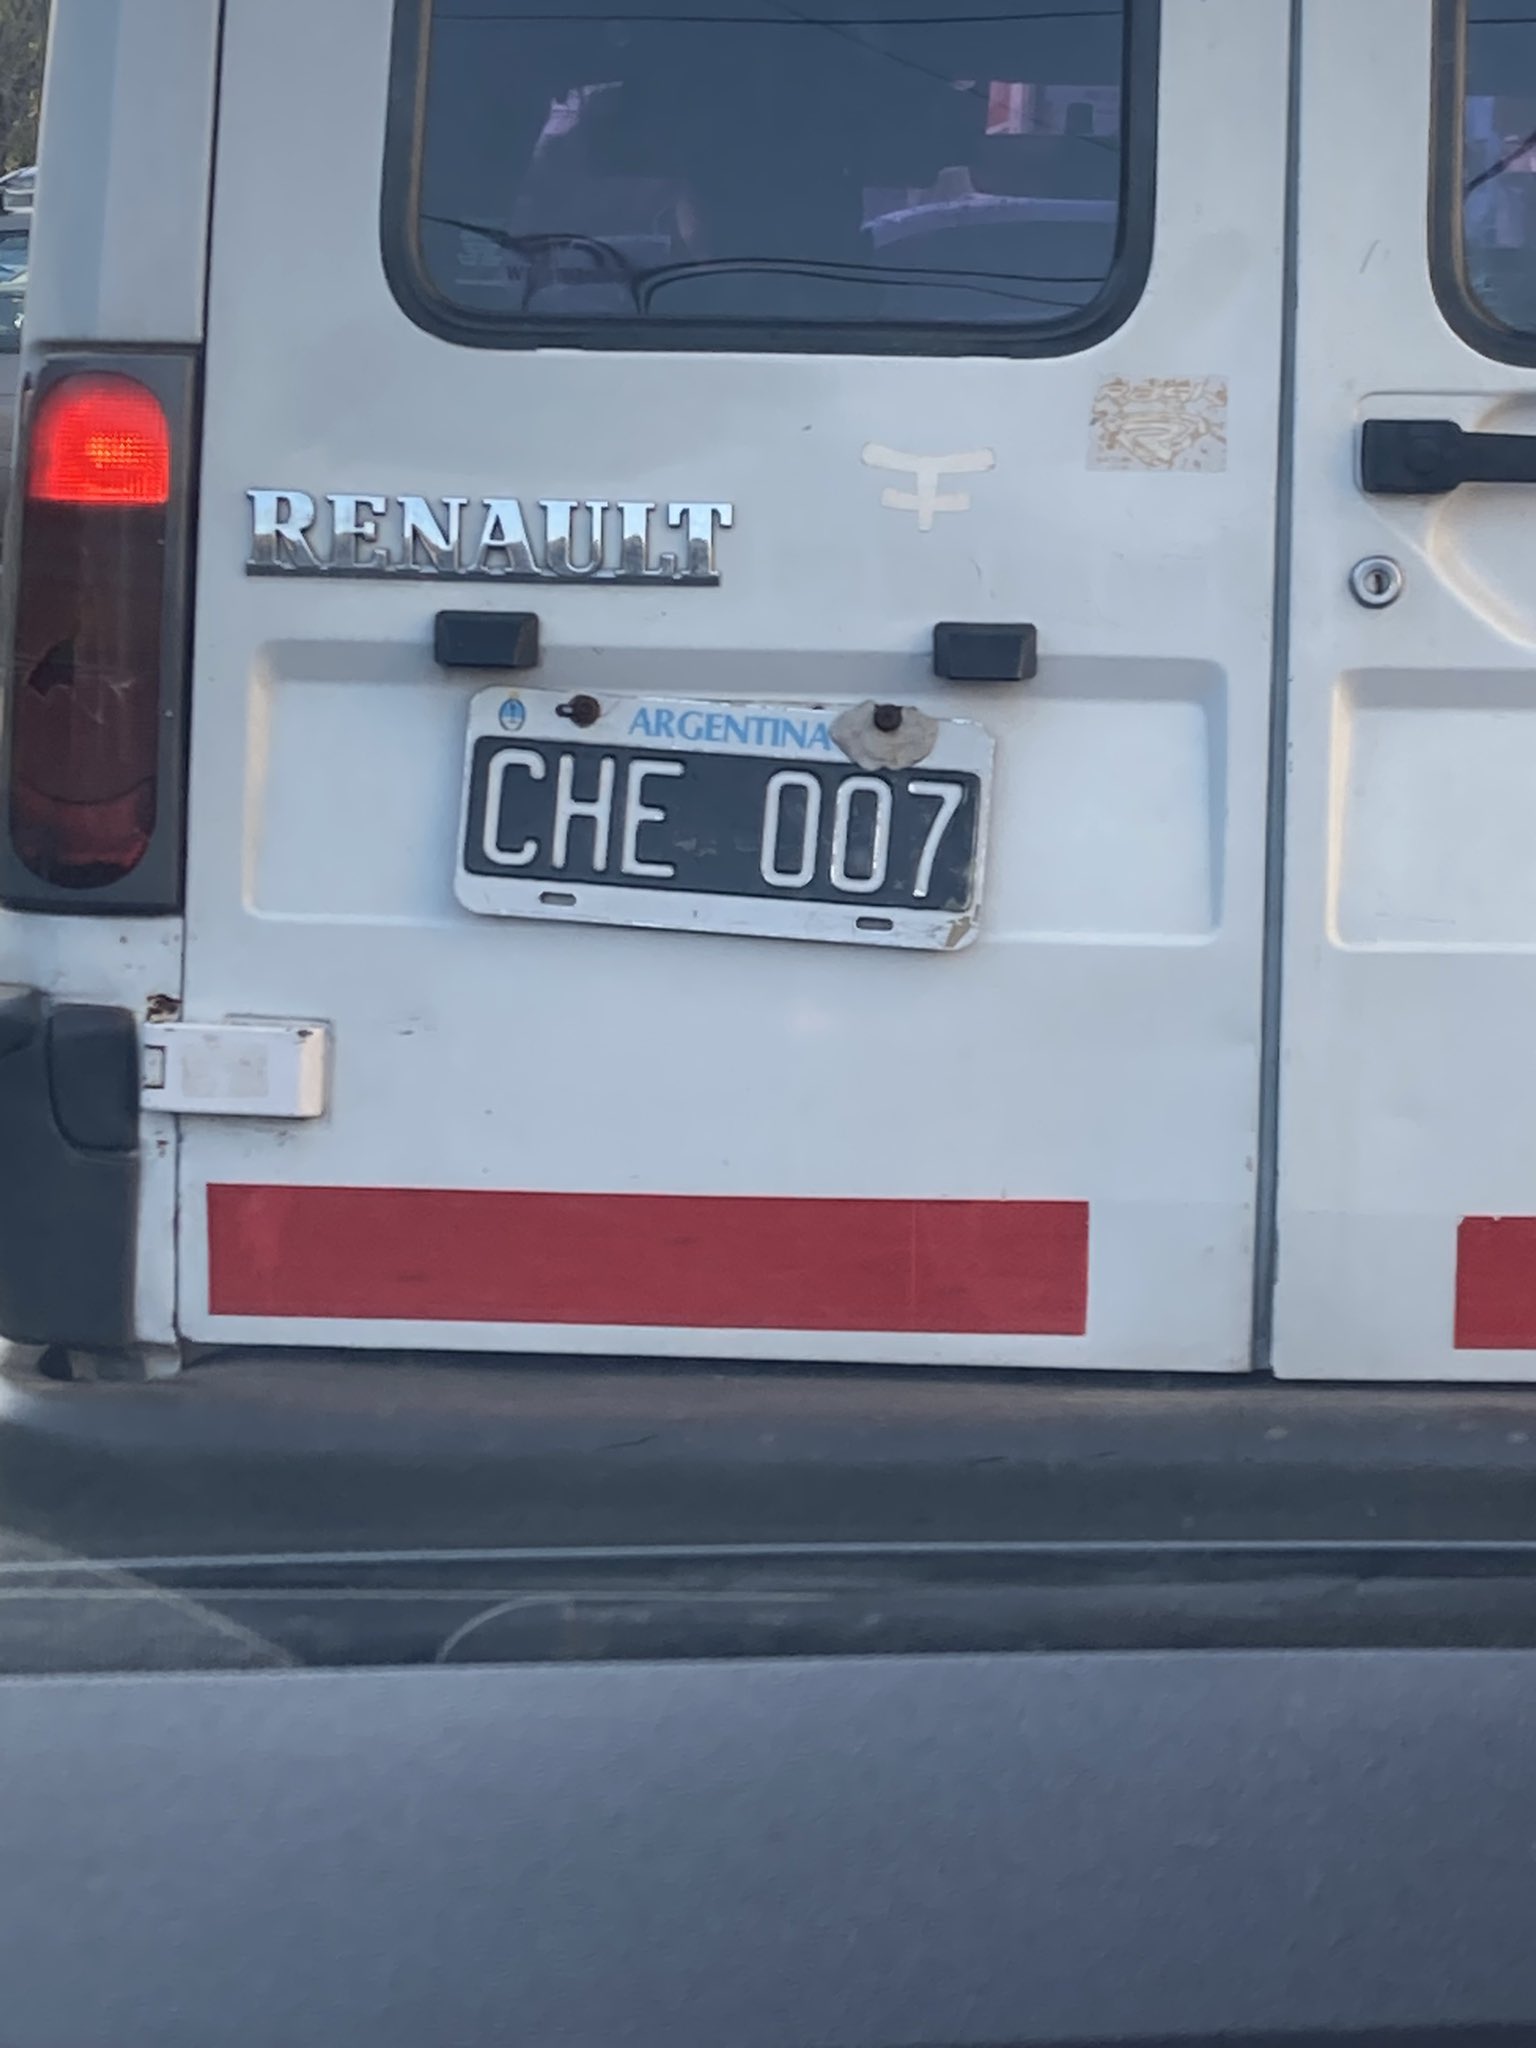 RENAULT
ARGENTINA
CHE 007